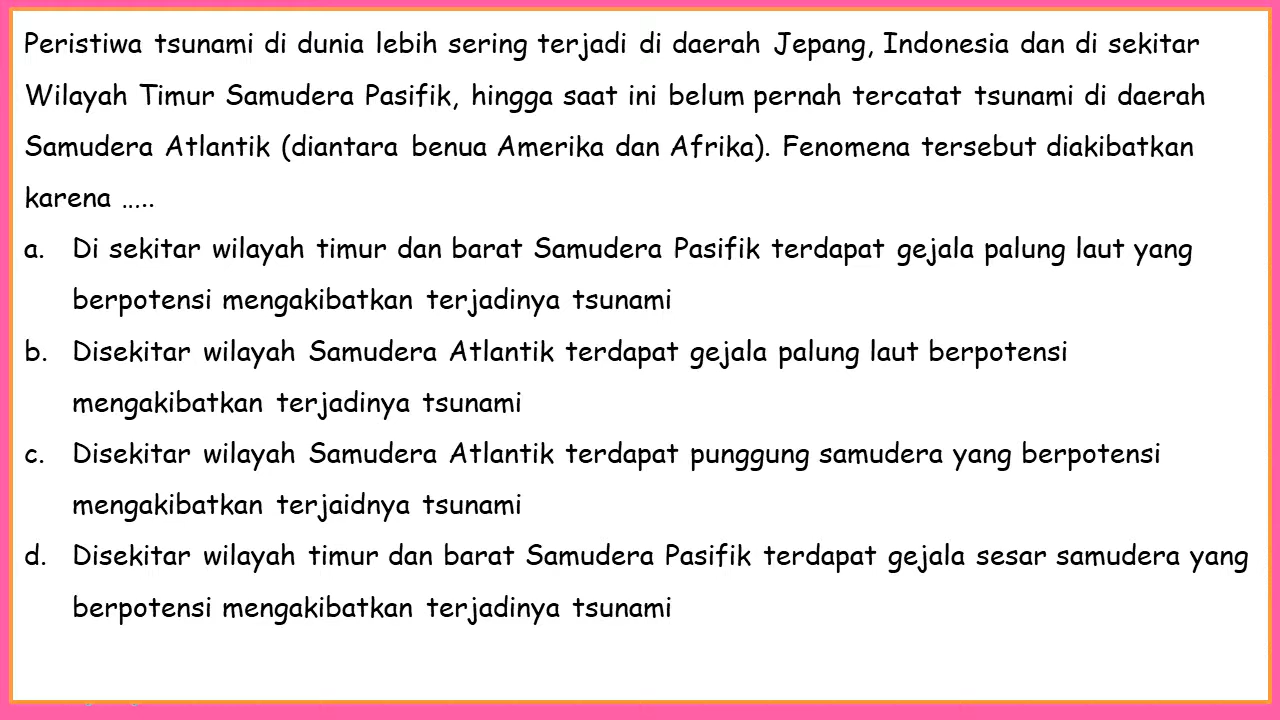 Peristiwa tsunami di dunia lebih sering terjadi di daerah Jepang, Indonesia dan di sekitar
Wilayah Timur Samudera Pasifik, hingga saat ini belum pernah tercatat tsunami di daerah
Samudera Atlantik (diantara benua Amerika dan Afrika). Fenomena tersebut diakibatkan
karena .....
a. Di sekitar wilayah timur dan barat Samudera Pasifik terdapat gejala palung laut yang
berpotensi mengakibatkan terjadinya tsunami
b. Disekitar wilayah Samudera Atlantik terdapat gejala palung laut berpotensi
mengakibatkan terjadinya tsunami
c. Disekitar wilayah Samudera Atlantik terdapat punggung samudera yang berpotensi
mengakibatkan terjaidnya tsunami
d. Disekitar wilayah timur dan barat Samudera Pasifik terdapat gejala sesar samudera yang
berpotensi mengakibatkan terjadinya tsunami